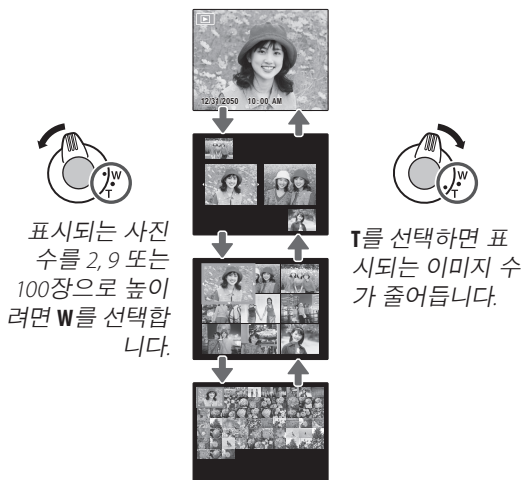 12/31/2050 10:00 AM
W
T
표시되는 사진
수를 2, 9 또는
100장으로 높이
려면 W를 선택합
니다.
W
T
T를 선택하면 표
시되는 이미지 수
가 줄어듭니다.